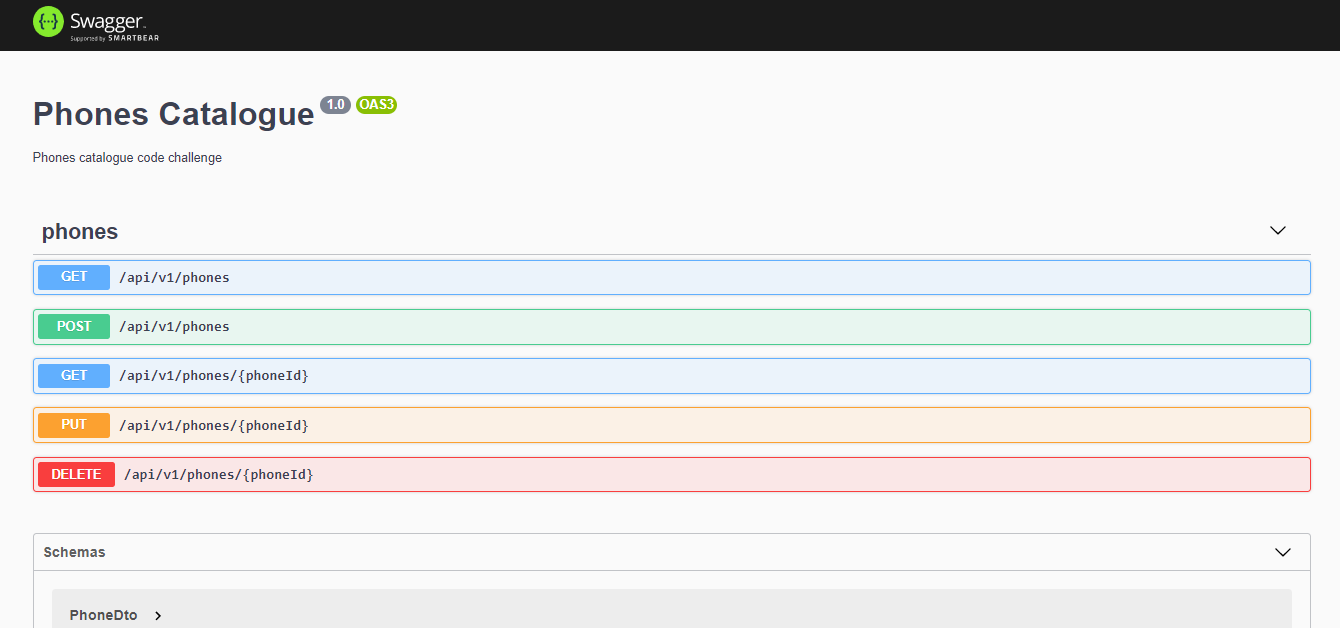 {···} Swagger
Supported by SMARTBEAR
Phones Catalogue 1.0 OAS3
Phones catalogue code challenge
phones
GET /api/v1/phones
POST /api/v1/phones
GET /api/v1/phones/{phoneId}
PUT /api/v1/phones/{phoneId}
DELETE /api/v1/phones/{phoneId}
Schemas
PhoneDto